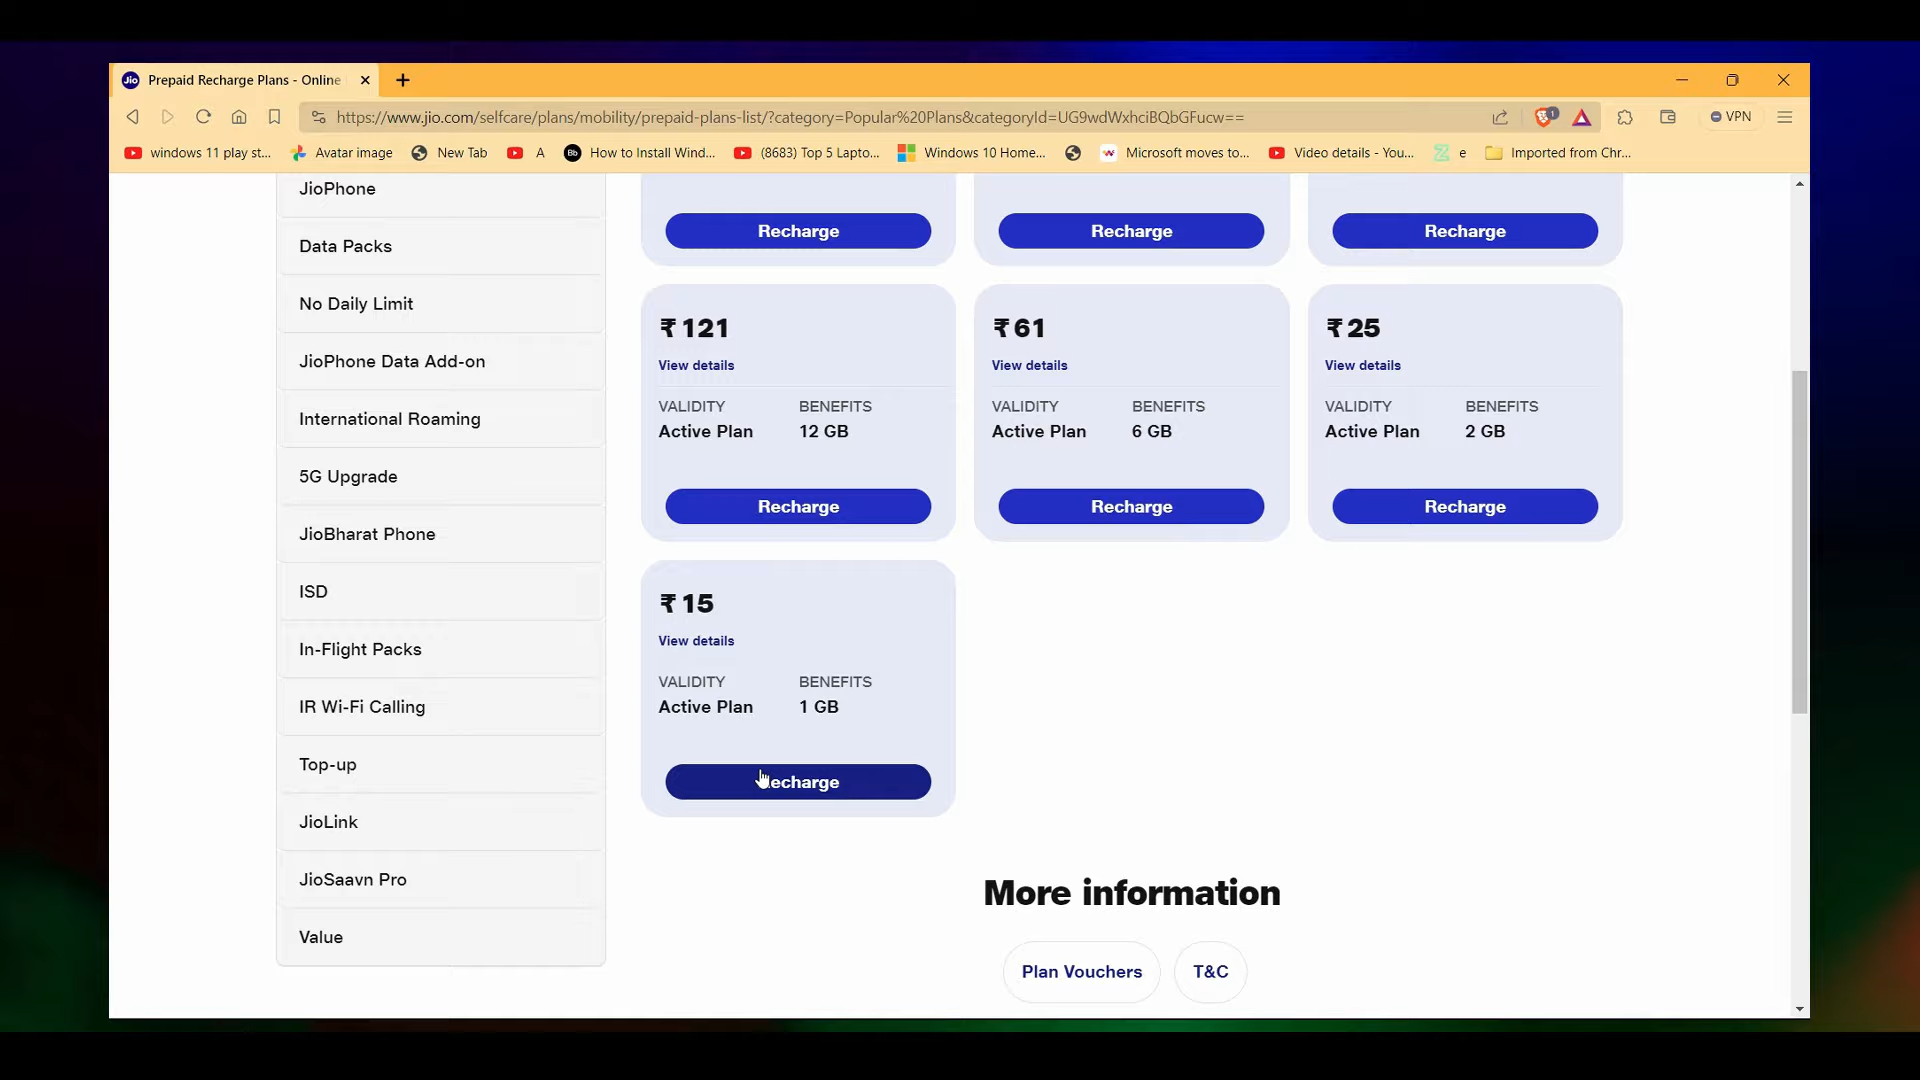 Jio Prepaid Recharge Plans - Online
https://www.jio.com/selfcare/plans/mobility/prepaid-plans-list/?category=Popular%20Plans&categoryId=UG9wdWxhciBQbGFucw==
1
VPN
windows 11 play st...
Avatar image
New Tab
A
Bb How to Install Wind...
(8683) Top 5 Lapto...
Windows 10 Home...
Microsoft moves to...
Video details - You...
e
Imported from Chr...
JioPhone
Data Packs
No Daily Limit
JioPhone Data Add-on
International Roaming
5G Upgrade
JioBharat Phone
ISD
In-Flight Packs
IR Wi-Fi Calling
Top-up
JioLink
JioSaavn Pro
Value
Recharge
Recharge
Recharge
₹ 121
View details
VALIDITY BENEFITS
Active Plan 12 GB
Recharge
₹ 61
View details
VALIDITY BENEFITS
Active Plan 6 GB
Recharge
₹ 25
View details
VALIDITY BENEFITS
Active Plan 2 GB
Recharge
₹ 15
View details
VALIDITY BENEFITS
Active Plan 1 GB
Recharge
More information
Plan Vouchers
T&C